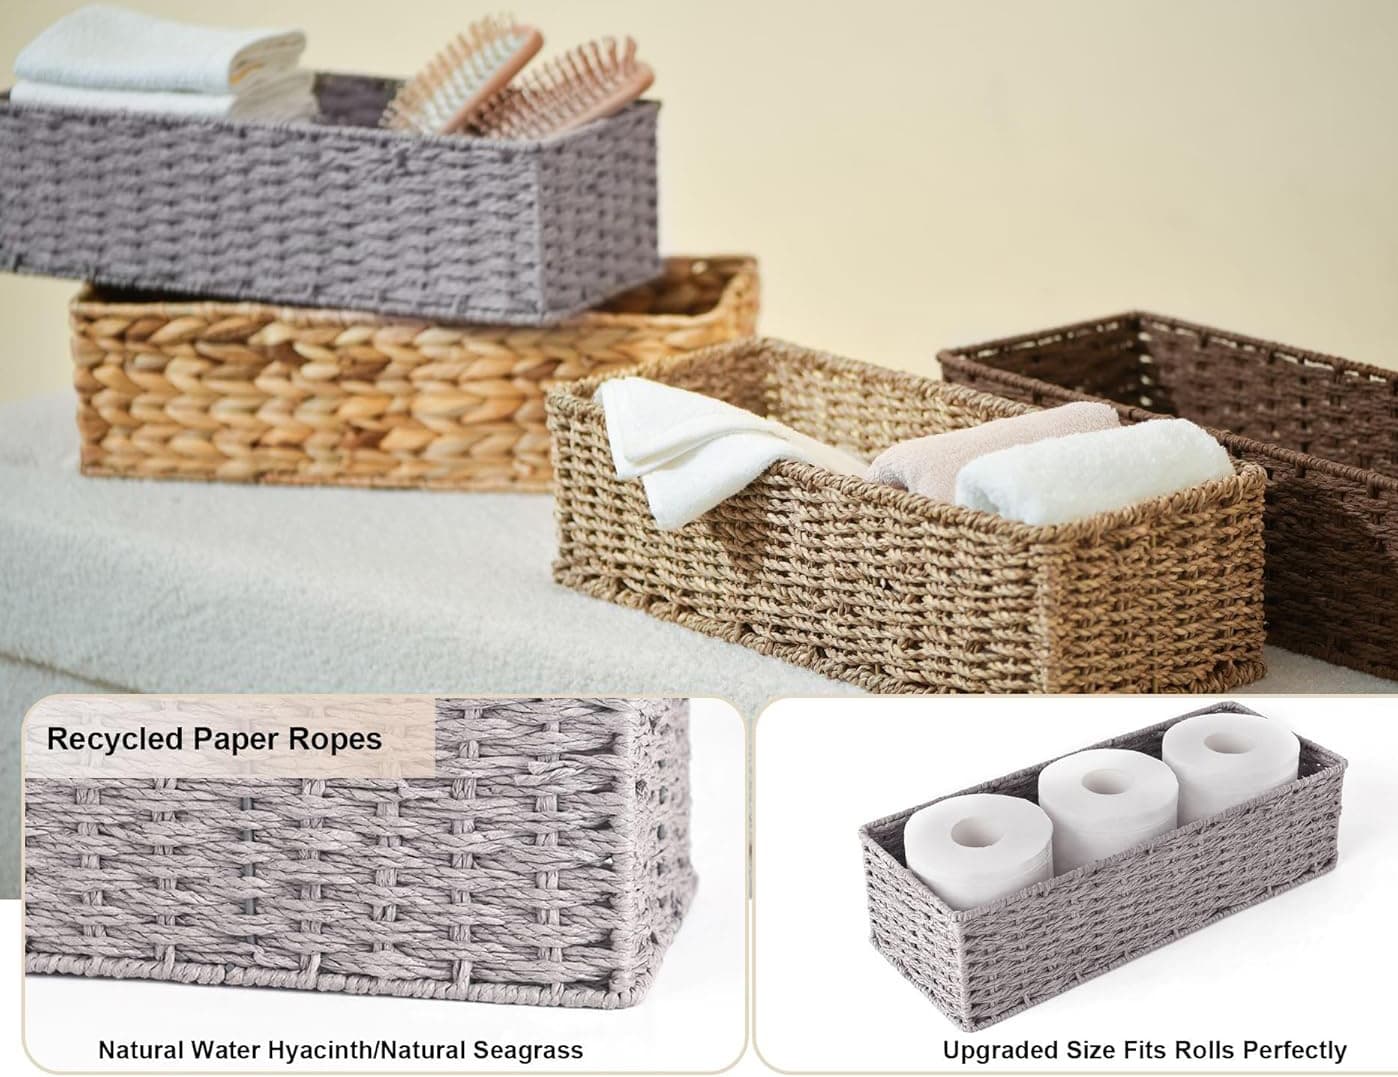 Recycled Paper Ropes
Natural Water Hyacinth/Natural Seagrass
Upgraded Size Fits Rolls Perfectly